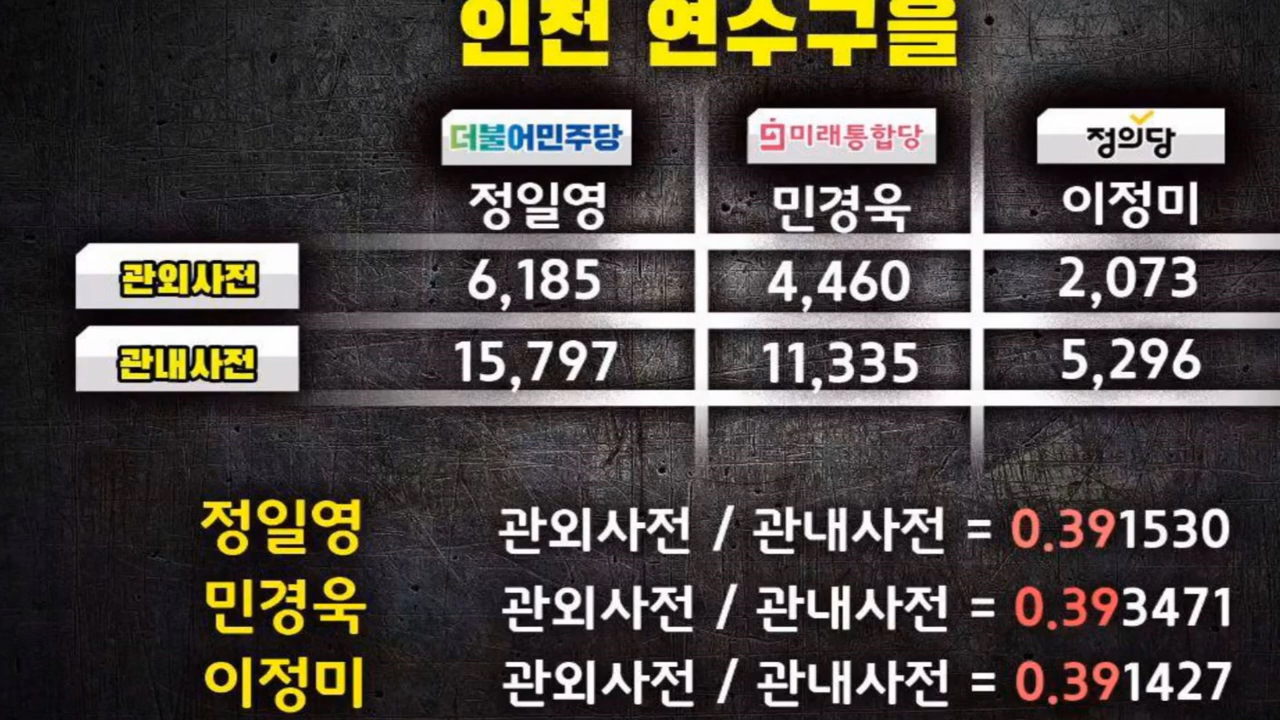 인천 연수구을
더불어민주당 미래통합당 정의당
정일영 민경욱 이정미
관외사전 6,185 4,460 2,073
관내사전 15,797 11,335 5,296
정일영 관외사전 / 관내사전 = 0.391530
민경욱 관외사전 / 관내사전 = 0.393471
이정미 관외사전 / 관내사전 = 0.391427